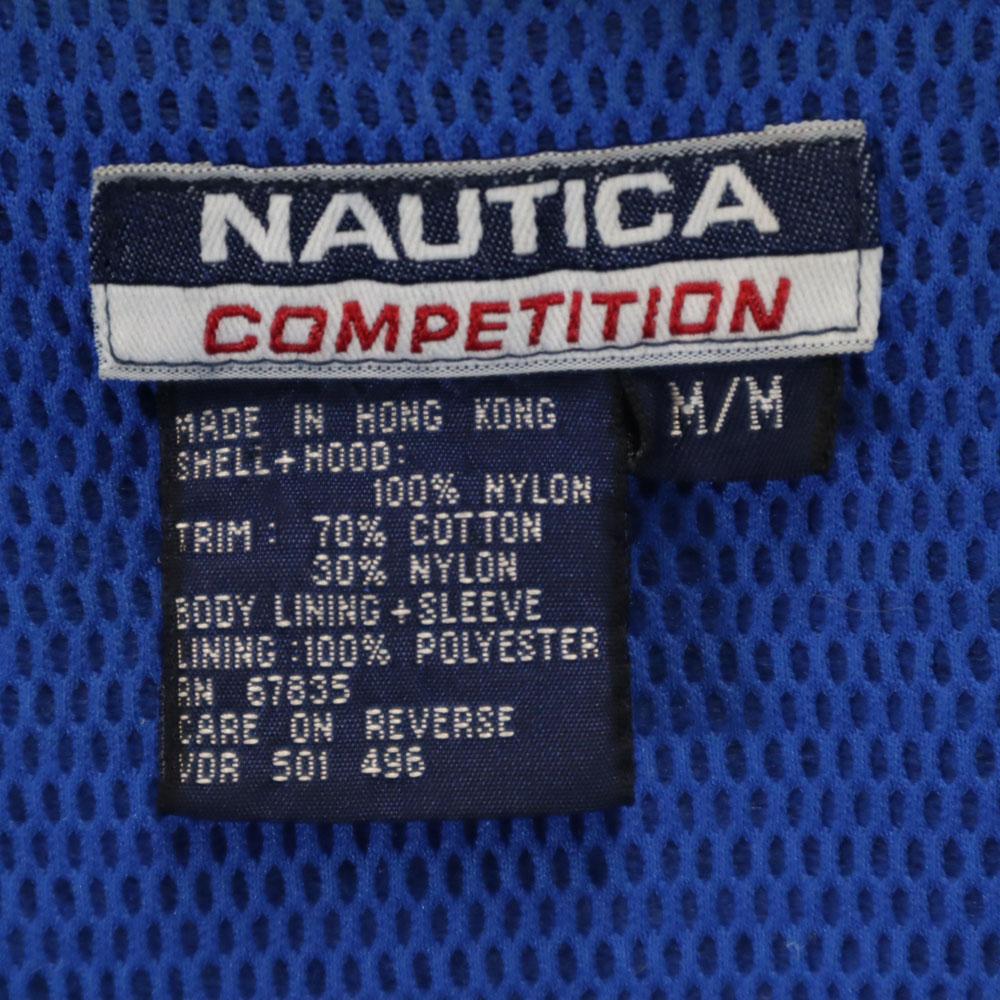 NAUTICA
COMPETITION
M/M
MADE IN HONG KONG
SHELL+HOOD:
100% NYLON
TRIM: 70% COTTON
30% NYLON
BODY LINING+SLEEVE
LINING:100% POLYESTER
RN 67835
CARE ON REVERSE
VDR 501 496